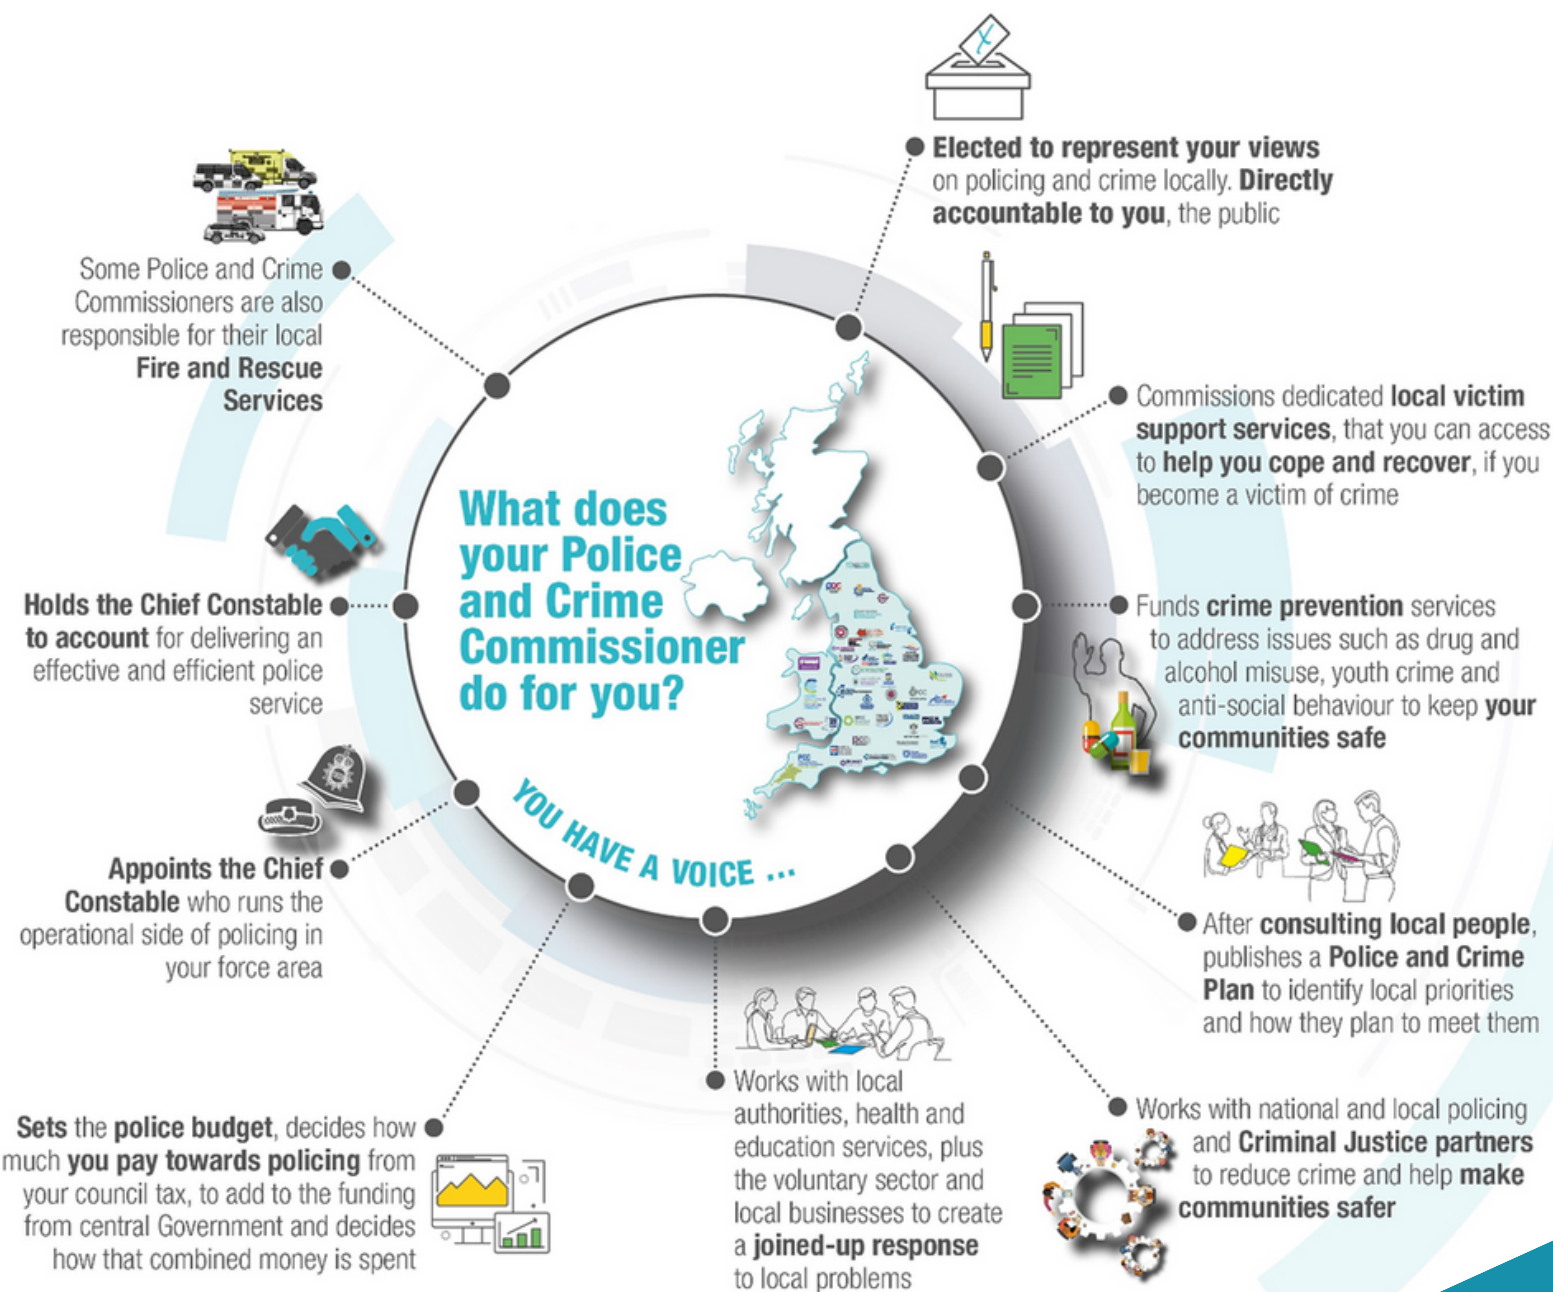 What does
your Police
and Crime
Commissioner
do for you?
YOU HAVE A VOICE ...
Elected to represent your views
on policing and crime locally. Directly
accountable to you, the public
Commissions dedicated local victim
support services, that you can access
to help you cope and recover, if you
become a victim of crime
Funds crime prevention services
to address issues such as drug and
alcohol misuse, youth crime and
anti-social behaviour to keep your
communities safe
After consulting local people,
publishes a Police and Crime
Plan to identify local priorities
and how they plan to meet them
Works with national and local policing
and Criminal Justice partners
to reduce crime and help make
communities safer
Works with local
authorities, health and
education services, plus
the voluntary sector and
local businesses to create
a joined-up response
to local problems
Sets the police budget, decides how
much you pay towards policing from
your council tax, to add to the funding
from central Government and decides
how that combined money is spent
Appoints the Chief
Constable who runs the
operational side of policing in
your force area
Holds the Chief Constable
to account for delivering an
effective and efficient police
service
Some Police and Crime
Commissioners are also
responsible for their local
Fire and Rescue
Services